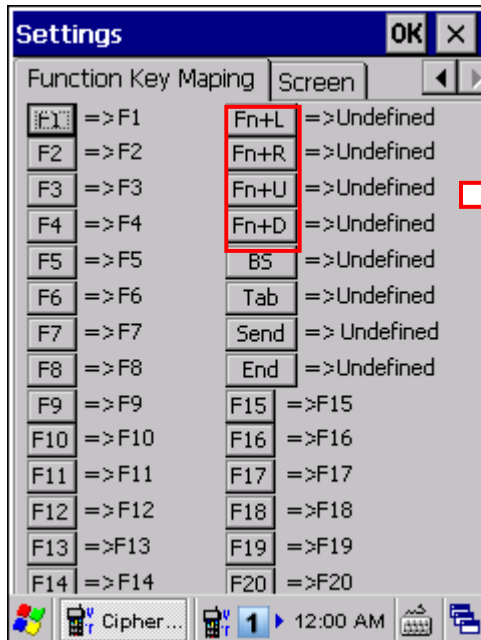 Settings OK ×
Function Key Maping Screen
F1 =>F1 Fn+L =>Undefined
F2 =>F2 Fn+R =>Undefined
F3 =>F3 Fn+U =>Undefined
F4 =>F4 Fn+D =>Undefined
F5 =>F5 BS =>Undefined
F6 =>F6 Tab =>Undefined
F7 =>F7 Send => Undefined
F8 =>F8 End =>Undefined
F9 =>F9 F15 =>F15
F10 =>F10 F16 =>F16
F11 =>F11 F17 =>F17
F12 =>F12 F18 =>F18
F13 =>F13 F19 =>F19
F14 =>F14 F20 =>F20
Cipher... 1 12:00 AM